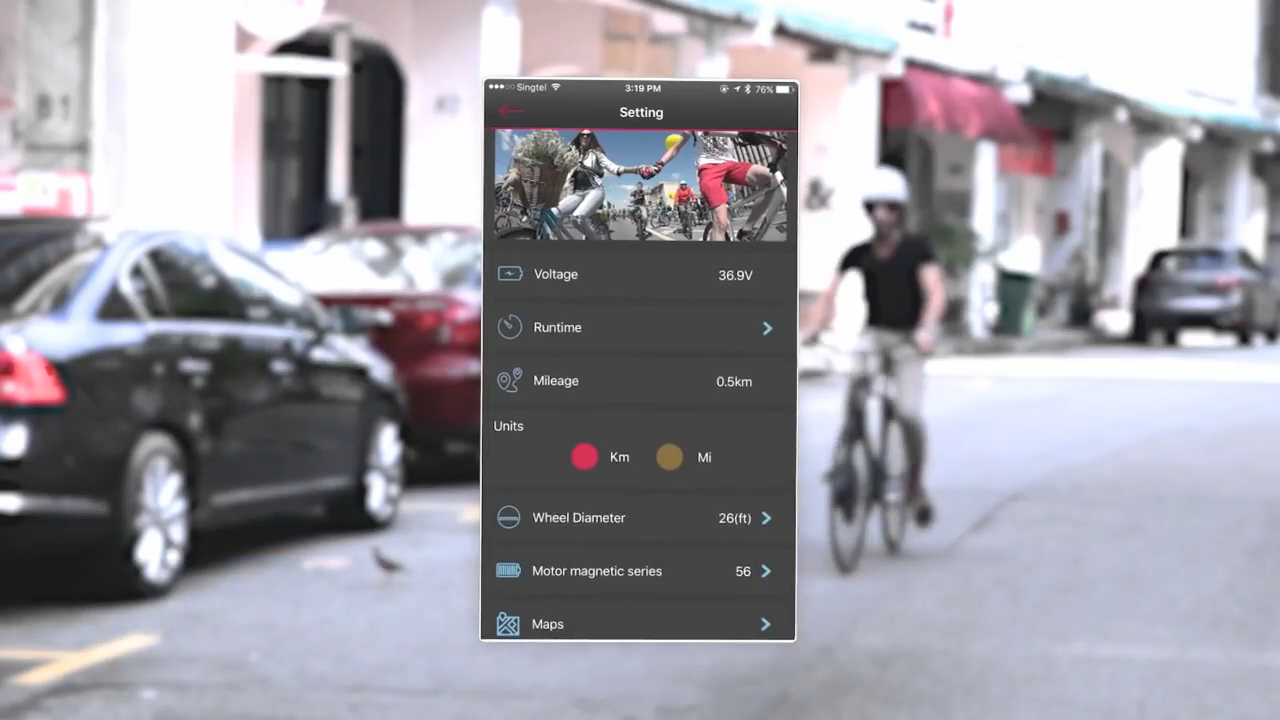 Singtel 3:19 PM 76%
Setting
Voltage 36.9V
Runtime
Mileage 0.5km
Units
Km Mi
Wheel Diameter 26(ft)
Motor magnetic series 56
Maps